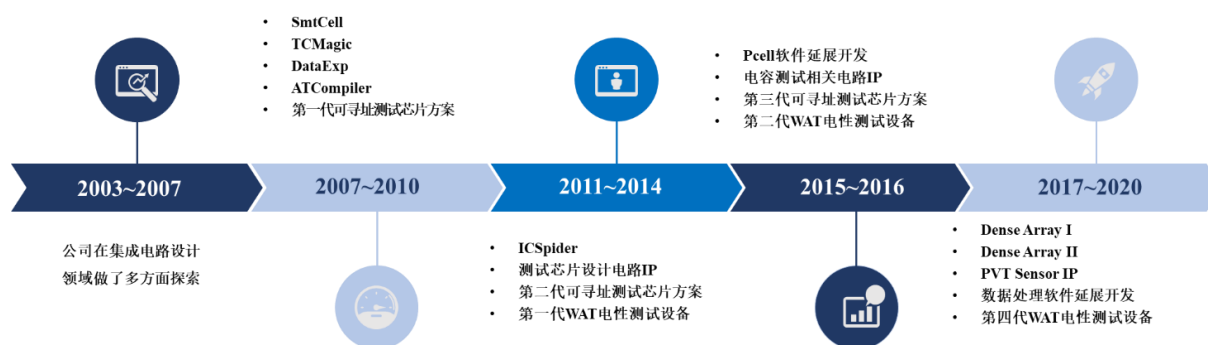 2003~2007
公司在集成电路设计
领域做了多方面探索
2007~2010
• SmtCell
• TCMagic
• DataExp
• ATCompiler
• 第一代可寻址测试芯片方案
2011~2014
• ICSpider
• 测试芯片设计电路IP
• 第二代可寻址测试芯片方案
• 第一代WAT电性测试设备
2015~2016
• Pcell软件延展开发
• 电容测试相关电路IP
• 第三代可寻址测试芯片方案
• 第二代WAT电性测试设备
2017~2020
• Dense Array I
• Dense Array II
• PVT Sensor IP
• 数据处理软件延展开发
• 第四代WAT电性测试设备